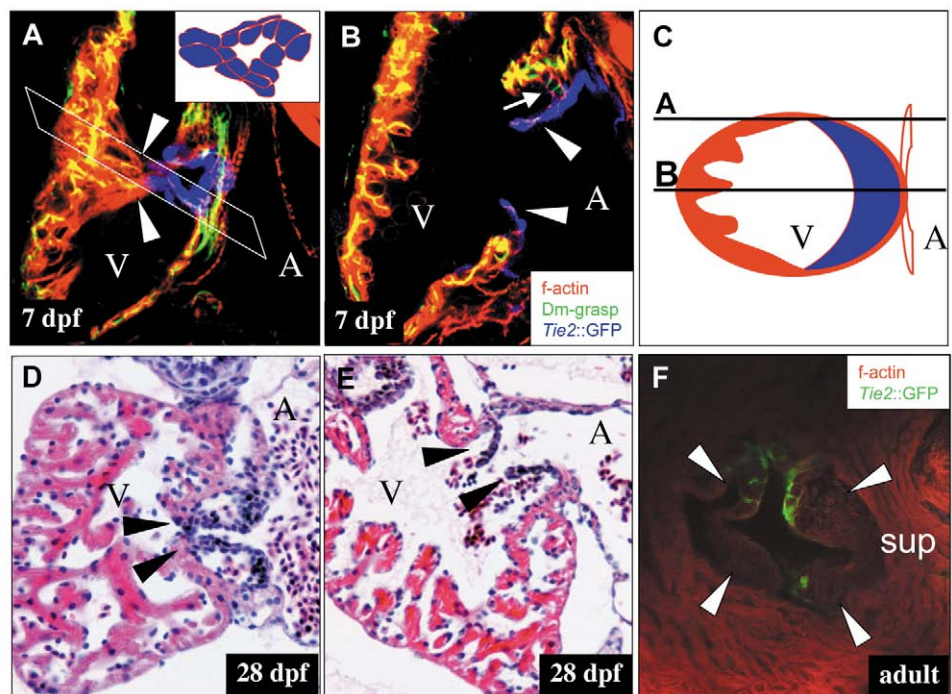 A
V
A
7 dpf
B
V
A
7 dpf
f-actin
Dm-grasp
Tie2::GFP
C
A
B
V
A
D
A
V
28 dpf
E
A
V
28 dpf
F
f-actin
Tie2::GFP
sup
adult